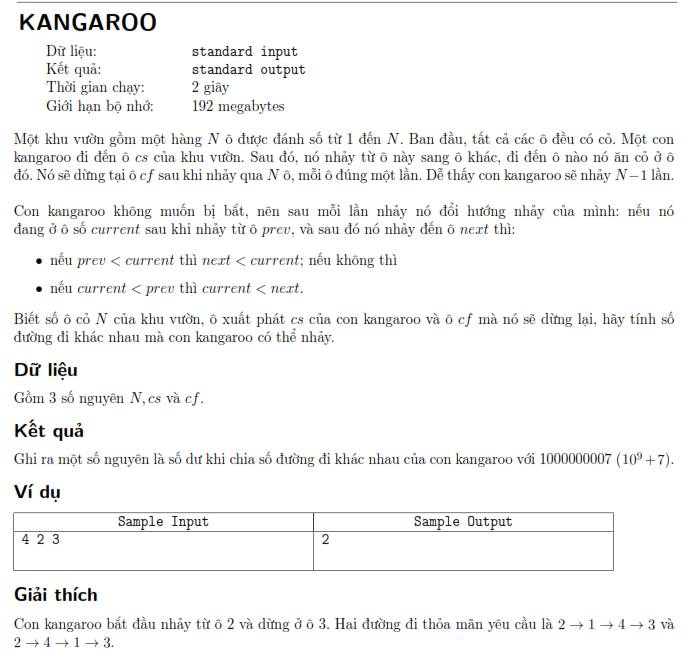 KANGAROO
Dữ liệu: standard input
Kết quả: standard output
Thời gian chạy: 2 giây
Giới hạn bộ nhớ: 192 megabytes
Một khu vườn gồm một hàng N ô được đánh số từ 1 đến N. Ban đầu, tất cả các ô đều có cỏ. Một con
kangaroo đi đến ô cs của khu vườn. Sau đó, nó nhảy từ ô này sang ô khác, đi đến ô nào nó ăn cỏ ở ô
đó. Nó sẽ dừng tại ô cf sau khi nhảy qua N ô, mỗi ô đúng một lần. Dễ thấy con kangaroo sẽ nhảy N−1 lần.
Con kangaroo không muốn bị bắt, nên sau mỗi lần nhảy nó đổi hướng nhảy của mình: nếu nó
đang ở ô số current sau khi nhảy từ ô prev, và sau đó nó nhảy đến ô next thì:
• nếu prev < current thì next < current; nếu không thì
• nếu current < prev thì current < next.
Biết số ô cỏ N của khu vườn, ô xuất phát cs của con kangaroo và ô cf mà nó sẽ dừng lại, hãy tính số
đường đi khác nhau mà con kangaroo có thể nhảy.
Dữ liệu
Gồm 3 số nguyên N, cs và cf.
Kết quả
Ghi ra một số nguyên là số dư khi chia số đường đi khác nhau của con kangaroo với 1000000007 (10⁹+7).
Ví dụ
Sample Input Sample Output
4 2 3 2
Giải thích
Con kangaroo bắt đầu nhảy từ ô 2 và dừng ở ô 3. Hai đường đi thỏa mãn yêu cầu là 2 → 1 → 4 → 3 và
2 → 4 → 1 → 3.